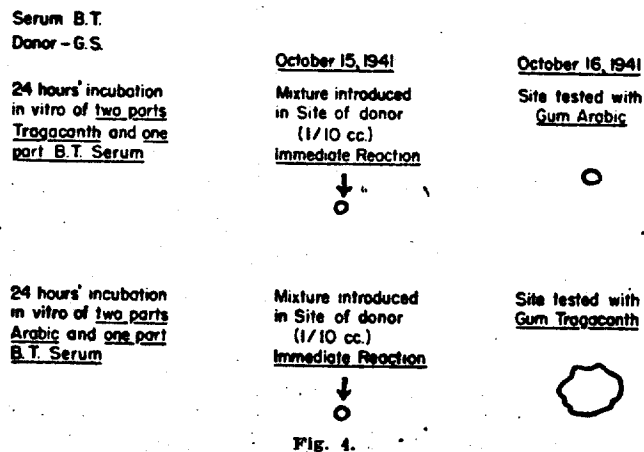 Serum B.T.
Donor - G.S.
October 15, 1941
October 16, 1941
24 hours' incubation
in vitro of two parts
Tragacanth and one
part B.T. Serum
Mixture introduced
in Site of donor
(1/10 cc.)
Immediate Reaction
Site tested with
Gum Arabic
24 hours' incubation
in vitro of two parts
Arabic and one part
B.T. Serum
Mixture introduced
in Site of donor
(1/10 cc.)
Immediate Reaction
Site tested with
Gum Tragacanth
Fig. 4.